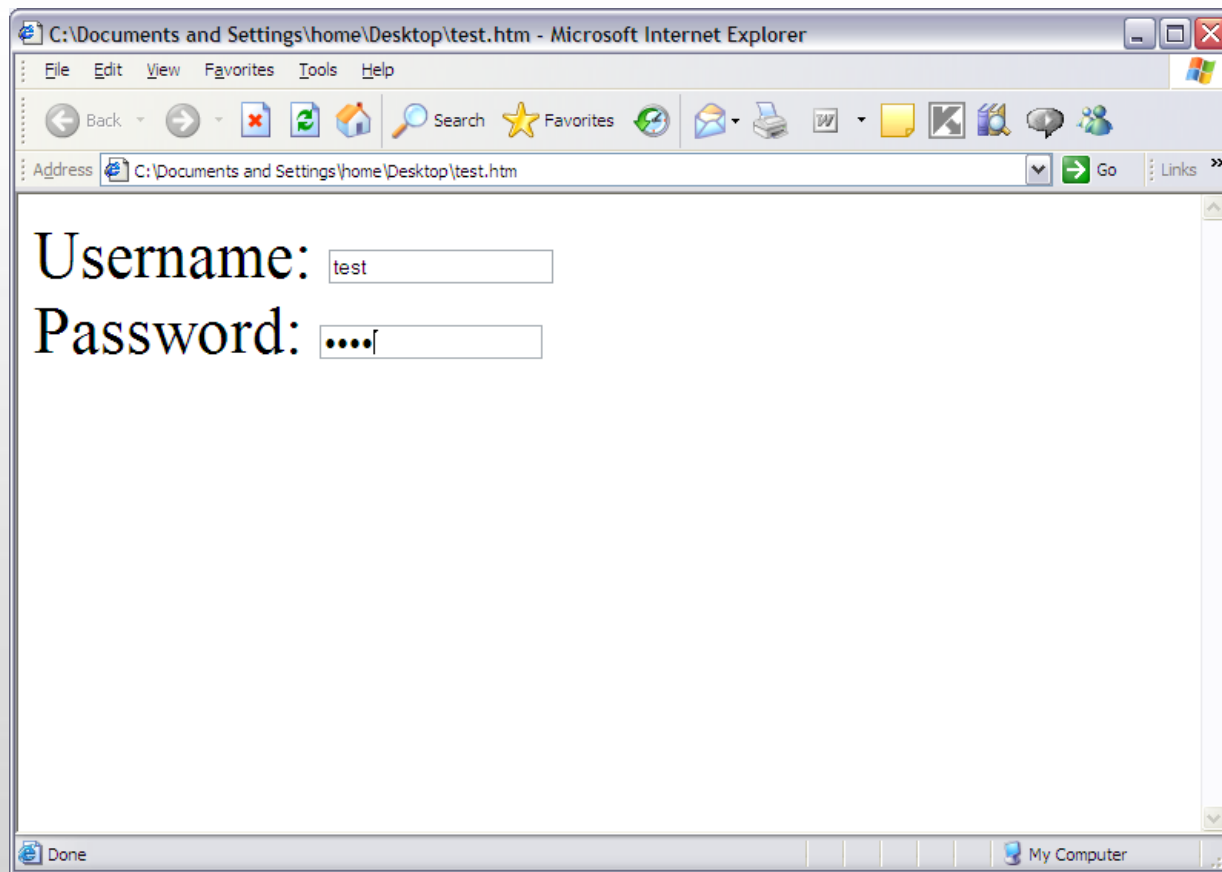 C:\Documents and Settings\home\Desktop\test.htm - Microsoft Internet Explorer
File Edit View Favorites Tools Help
Back Search Favorites W K
Address C:\Documents and Settings\home\Desktop\test.htm Go Links »
Username: test
Password: ••••
Done My Computer